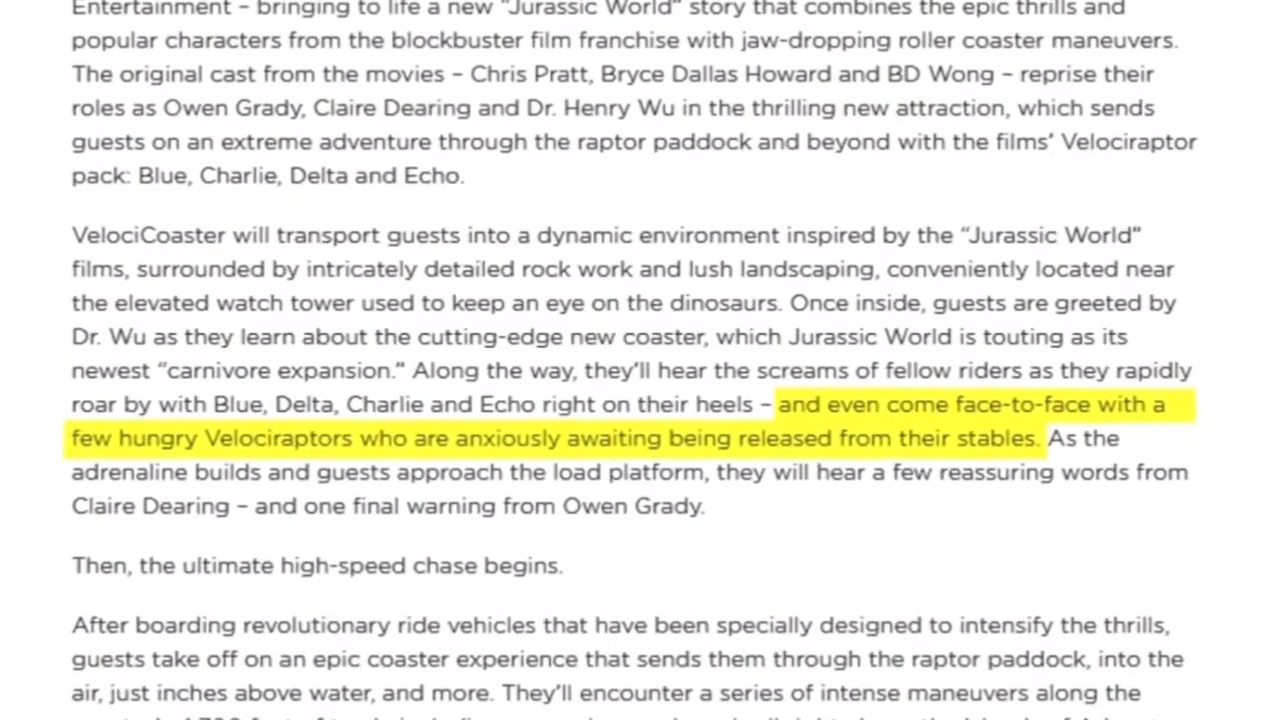 Entertainment – bringing to life a new "Jurassic World" story that combines the epic thrills and
popular characters from the blockbuster film franchise with jaw-dropping roller coaster maneuvers.
The original cast from the movies – Chris Pratt, Bryce Dallas Howard and BD Wong – reprise their
roles as Owen Grady, Claire Dearing and Dr. Henry Wu in the thrilling new attraction, which sends
guests on an extreme adventure through the raptor paddock and beyond with the films’ Velociraptor
pack: Blue, Charlie, Delta and Echo.
VelociCoaster will transport guests into a dynamic environment inspired by the “Jurassic World”
films, surrounded by intricately detailed rock work and lush landscaping, conveniently located near
the elevated watch tower used to keep an eye on the dinosaurs. Once inside, guests are greeted by
Dr. Wu as they learn about the cutting-edge new coaster, which Jurassic World is touting as its
newest “carnivore expansion.” Along the way, they’ll hear the screams of fellow riders as they rapidly
roar by with Blue, Delta, Charlie and Echo right on their heels – and even come face-to-face with a
few hungry Velociraptors who are anxiously awaiting being released from their stables. As the
adrenaline builds and guests approach the load platform, they will hear a few reassuring words from
Claire Dearing – and one final warning from Owen Grady.
Then, the ultimate high-speed chase begins.
After boarding revolutionary ride vehicles that have been specially designed to intensify the thrills,
guests take off on an epic coaster experience that sends them through the raptor paddock, into the
air, just inches above water, and more. They’ll encounter a series of intense maneuvers along the